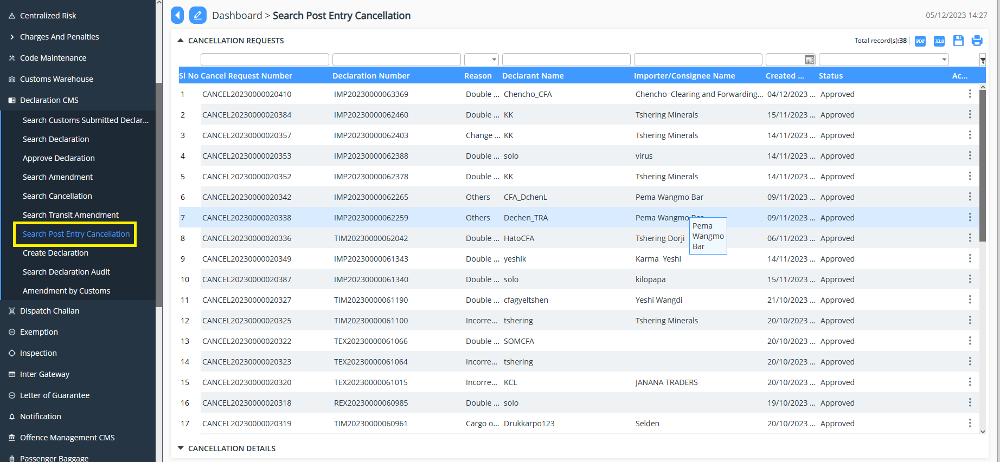 Centralized Risk
Charges And Penalties
Code Maintenance
Customs Warehouse
Declaration CMS
Search Customs Submitted Declar...
Search Declaration
Approve Declaration
Search Amendment
Search Cancellation
Search Transit Amendment
Search Post Entry Cancellation
Create Declaration
Search Declaration Audit
Amendment by Customs
Dispatch Challan
Exemption
Inspection
Inter Gateway
Letter of Guarantee
Notification
Offence Management CMS
Passenger Baggage
Dashboard > Search Post Entry Cancellation
05/12/2023 14:27
CANCELLATION REQUESTS
Total record(s):38
PDF XLS
Sl No Cancel Request Number Declaration Number Reason Declarant Name Importer/Consignee Name Created ... Status Ac...
1 CANCEL20230000020410 IMP20230000063369 Double ... Chencho_CFA Chencho Clearing and Forwarding... 04/12/2023 ... Approved
2 CANCEL20230000020384 IMP20230000062460 Double ... KK Tshering Minerals 15/11/2023 ... Approved
3 CANCEL20230000020357 IMP20230000062403 Change ... KK Tshering Minerals 14/11/2023 ... Approved
4 CANCEL20230000020353 IMP20230000062388 Double ... solo virus 14/11/2023 ... Approved
5 CANCEL20230000020352 IMP20230000062378 Double ... KK Tshering Minerals 14/11/2023 ... Approved
6 CANCEL20230000020342 IMP20230000062265 Others CFA_DchenL Pema Wangmo Bar 09/11/2023 ... Approved
7 CANCEL20230000020338 IMP20230000062259 Others Dechen_TRA Pema Wangmo Bar 09/11/2023 ... Approved
Pema
Wangmo
Bar
8 CANCEL20230000020336 TIM20230000062042 Double ... HatoCFA Tshering Dorji 06/11/2023 ... Approved
9 CANCEL20230000020349 IMP20230000061343 Double ... yeshik Karma Yeshi 14/11/2023 ... Approved
10 CANCEL20230000020387 IMP20230000061340 Double ... solo kilopapa 15/11/2023 ... Approved
11 CANCEL20230000020327 TIM20230000061190 Double ... cfagyeltshen Yeshi Wangdi 21/10/2023 ... Approved
12 CANCEL20230000020325 TIM20230000061100 Incorre... tshering Tshering Minerals 20/10/2023 ... Approved
13 CANCEL20230000020322 TEX20230000061066 Double ... SOMCFA 20/10/2023 ... Approved
14 CANCEL20230000020323 TEX20230000061064 Incorre... tshering 20/10/2023 ... Approved
15 CANCEL20230000020320 TEX20230000061015 Incorre... KCL JANANA TRADERS 20/10/2023 ... Approved
16 CANCEL20230000020318 REX20230000060985 Double ... solo 19/10/2023 ... Approved
17 CANCEL20230000020319 TIM20230000060961 Cargo o... Drukkarpo123 Selden 20/10/2023 ... Approved
CANCELLATION DETAILS